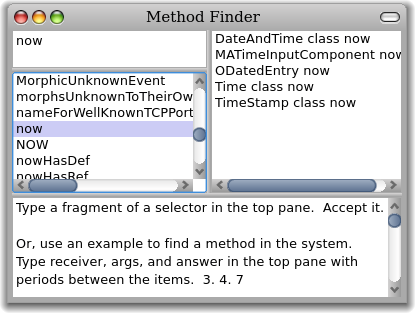 Method Finder
now
MorphicUnknownEvent
morphsUnknownToTheirOw
nameForWellKnownTCPPort
now
NOW
nowHasDef
nowHasRef
DateAndTime class now
MATimeInputComponent now
ODatedEntry now
Time class now
TimeStamp class now
Type a fragment of a selector in the top pane.  Accept it.
Or, use an example to find a method in the system.
Type receiver, args, and answer in the top pane with
periods between the items.  3. 4. 7